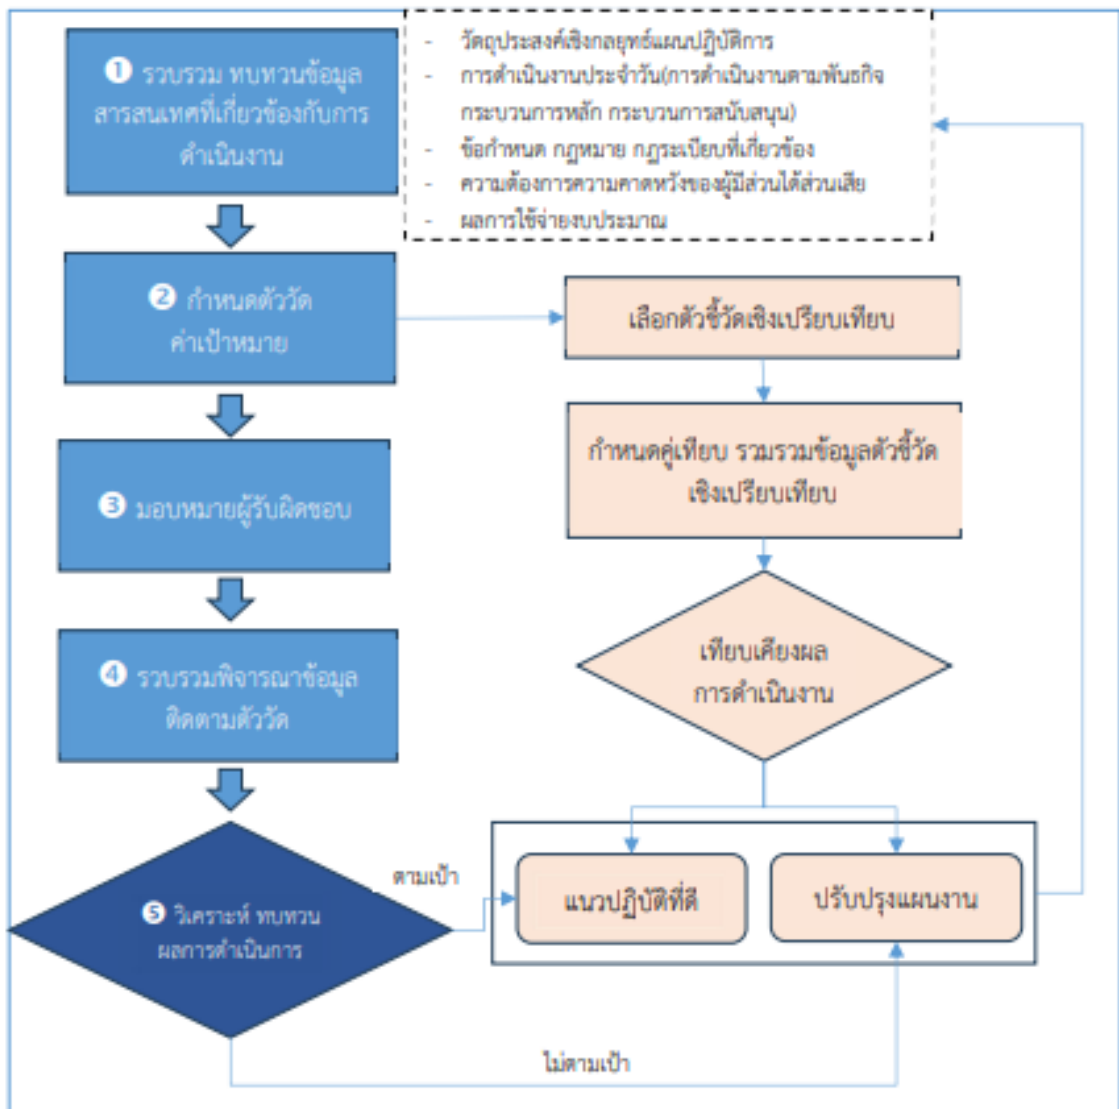 ❶ รวบรวม ทบทวนข้อมูล
สารสนเทศที่เกี่ยวข้องกับการ
ดำเนินงาน
- วัตถุประสงค์เชิงกลยุทธ์แผนปฏิบัติการ
- การดำเนินงานประจำวัน(การดำเนินงานตามพันธกิจ
กระบวนการหลัก กระบวนการสนับสนุน)
- ข้อกำหนด กฎหมาย กฎระเบียบที่เกี่ยวข้อง
- ความต้องการความคาดหวังของผู้มีส่วนได้ส่วนเสีย
- ผลการใช้จ่ายงบประมาณ
❷ กำหนดตัววัด
ค่าเป้าหมาย
เลือกตัวชี้วัดเชิงเปรียบเทียบ
❸ มอบหมายผู้รับผิดชอบ
กำหนดคู่เทียบ รวมรวมข้อมูลตัวชี้วัด
เชิงเปรียบเทียบ
❹ รวบรวมพิจารณาข้อมูล
ติดตามตัววัด
เทียบเคียงผล
การดำเนินงาน
❺ วิเคราะห์ ทบทวน
ผลการดำเนินการ
ตามเป้า
แนวปฏิบัติที่ดี
ปรับปรุงแผนงาน
ไม่ตามเป้า